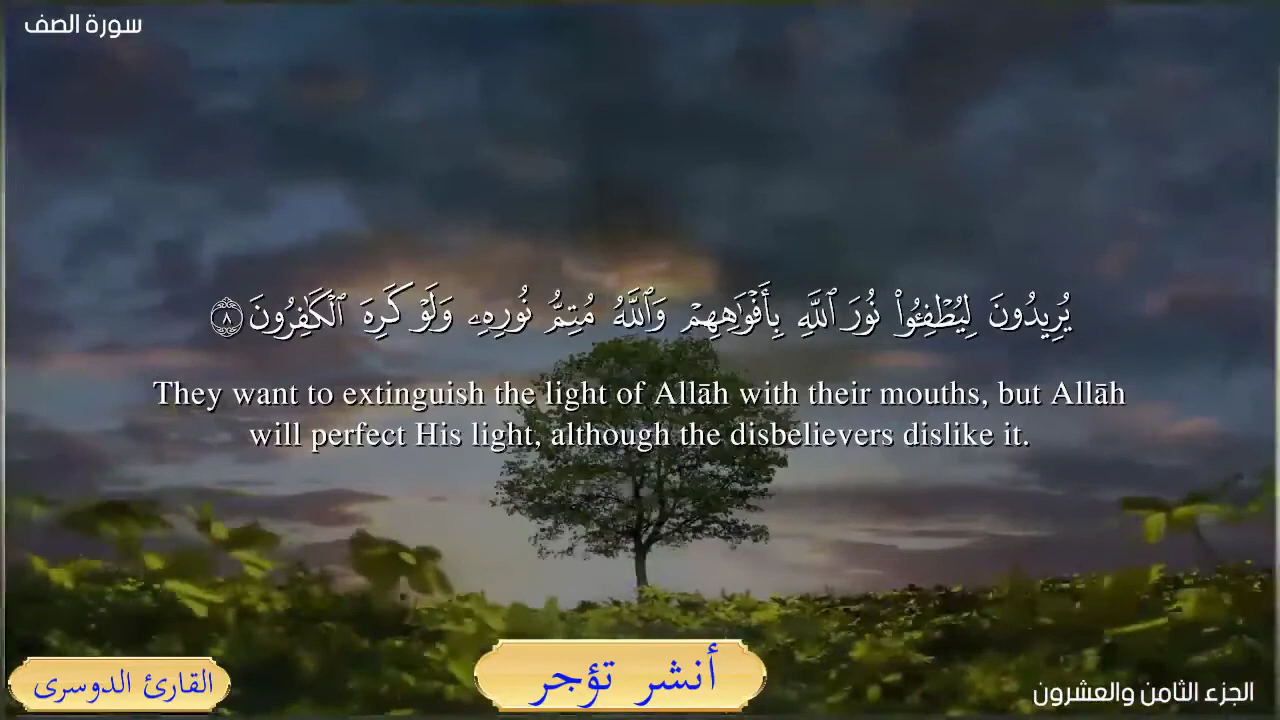 سورة الصف
يُرِيدُونَ لِيُطْفِـُٔوا۟ نُورَ ٱللَّهِ بِأَفْوَٰهِهِمْ وَٱللَّهُ مُتِمُّ نُورِهِۦ وَلَوْ كَرِهَ ٱلْكَـٰفِرُونَ ٨
They want to extinguish the light of Allāh with their mouths, but Allāh
will perfect His light, although the disbelievers dislike it.
أنشر تؤجر
القارئ الدوسرى
الجزء الثامن والعشرون